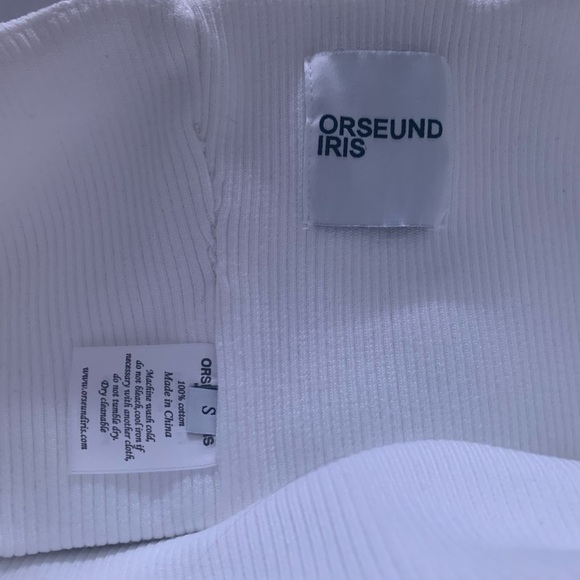 ORSEUND
IRIS
ORS
IS
S
100% cotton
Made in China
Machine wash cold,
do not bleach,cool iron if
necessary with another cloth,
do not tumble dry.
Dry cleanable
www.orseundiris.com